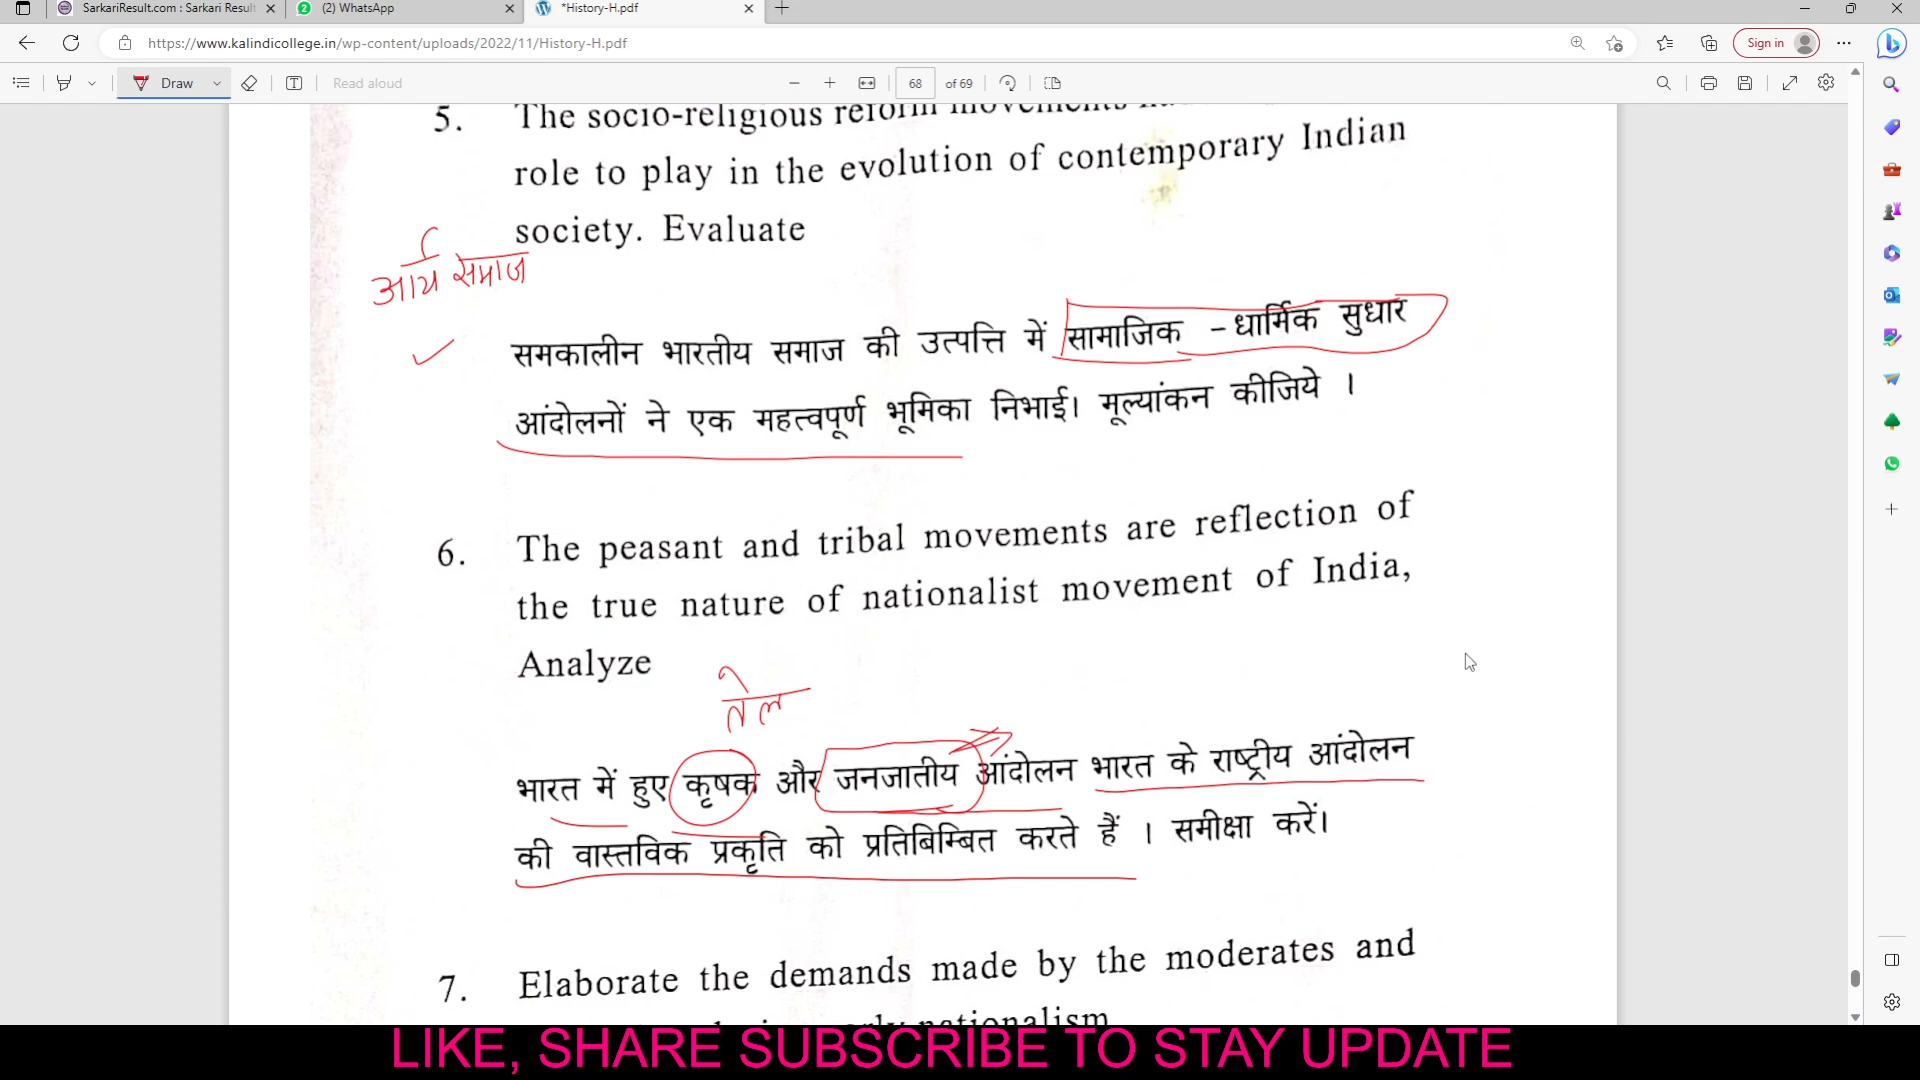 SarkariResult.com : Sarkari Result
(2) WhatsApp
*History-H.pdf
https://www.kalindicollege.in/wp-content/uploads/2022/11/History-H.pdf
Sign in
Draw
Read aloud
68 of 69
5. The socio-religious reform movements
role to play in the evolution of contemporary Indian
society. Evaluate
आर्य समाज
समकालीन भारतीय समाज की उत्पत्ति में सामाजिक – धार्मिक सुधार
आंदोलनों ने एक महत्वपूर्ण भूमिका निभाई। मूल्यांकन कीजिये ।
6. The peasant and tribal movements are reflection of
the true nature of nationalist movement of India,
Analyze
तेल
भारत में हुए कृषक और जनजातीय आंदोलन भारत के राष्ट्रीय आंदोलन
की वास्तविक प्रकृति को प्रतिबिम्बित करते हैं । समीक्षा करें।
7. Elaborate the demands made by the moderates and
nationalism
LIKE, SHARE SUBSCRIBE TO STAY UPDATE